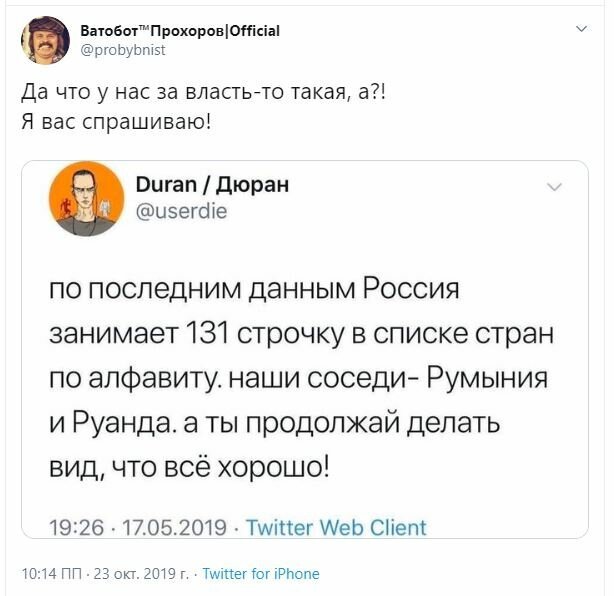 Ватобот™Прохоров|Official
@probybnist
Да что у нас за власть-то такая, а?!
Я вас спрашиваю!
Duran / Дюран
@userdie
по последним данным Россия
занимает 131 строчку в списке стран
по алфавиту. наши соседи- Румыния
и Руанда. а ты продолжай делать
вид, что всё хорошо!
19:26 · 17.05.2019 · Twitter Web Client
10:14 ПП · 23 окт. 2019 г. · Twitter for iPhone